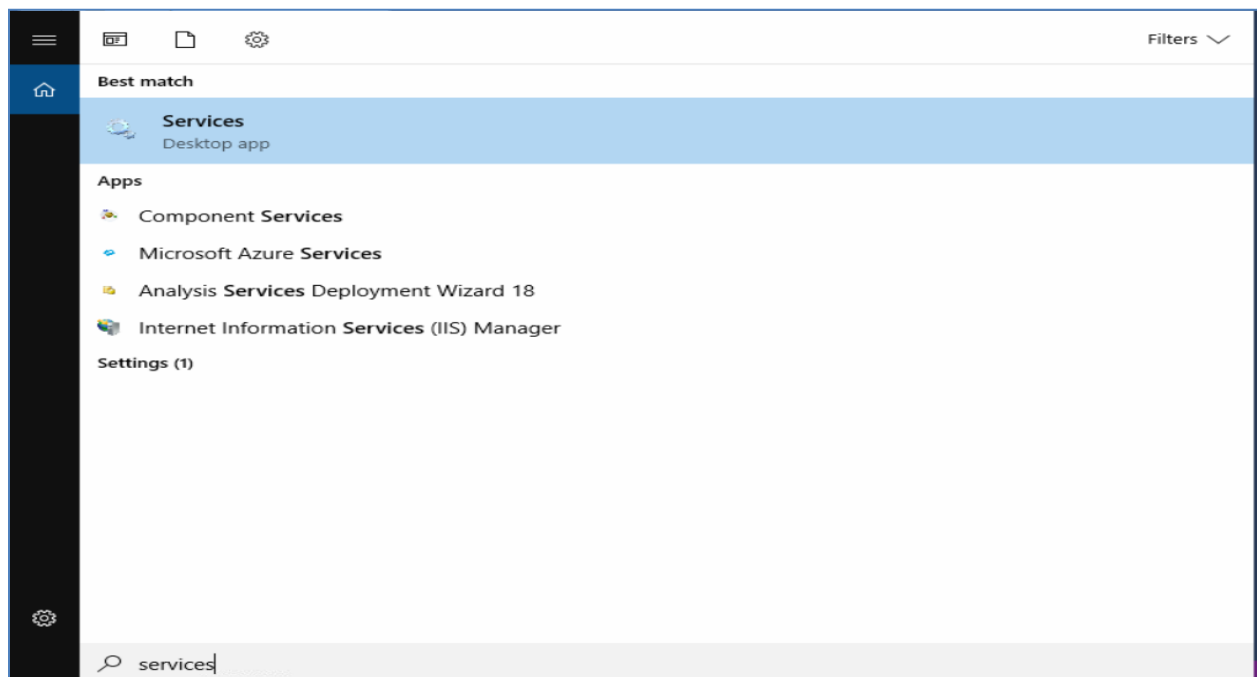 Filters
Best match
Services
Desktop app
Apps
Component Services
Microsoft Azure Services
Analysis Services Deployment Wizard 18
Internet Information Services (IIS) Manager
Settings (1)
services